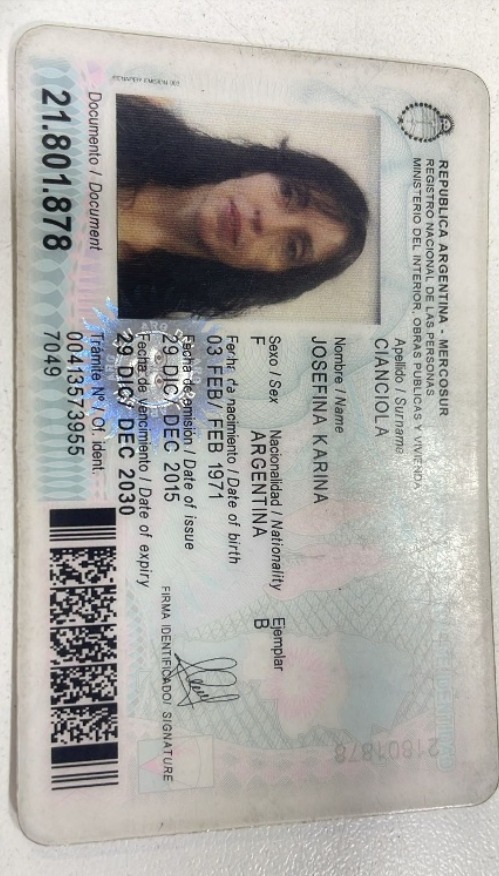 REPUBLICA ARGENTINA - MERCOSUR
REGISTRO NACIONAL DE LAS PERSONAS
MINISTERIO DEL INTERIOR, OBRAS PUBLICAS Y VIVIENDA
Apellido / Surname
CIANCIOLA
Nombre / Name
JOSEFINA KARINA
Sexo / Sex Nacionalidad / Nationality Ejemplar
F ARGENTINA B
Fecha de nacimiento / Date of birth
03 FEB/ FEB 1971
Fecha de emisión / Date of issue
29 DIC/ DEC 2015
FIRMA IDENTIFICADO/ SIGNATURE
Fecha de vencimiento / Date of expiry
29 DIC/ DEC 2030
Documento / Document
21.801.878
Trámite Nº / Of. ident.
00413573955
7049
21801878